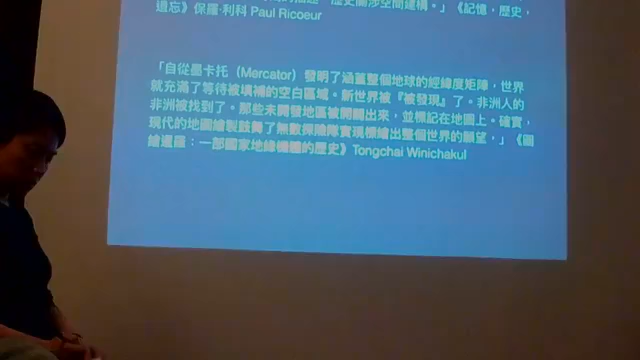 歷史關涉空間建構。」《記憶，歷史，
遺忘》保羅·利科 Paul Ricoeur
「自從墨卡托（Mercator）發明了涵蓋整個地球的經緯度矩陣，世界
就充滿了等待被填補的空白區域。新世界被『被發現』了。非洲人的
非洲被找到了。那些未開發地區被開闢出來，並標記在地圖上。確實，
現代的地圖繪製鼓舞了無數探險隊實現標繪出整個世界的願望，」《圖
繪暹羅：一部國家地緣機體的歷史》Tongchai Winichakul